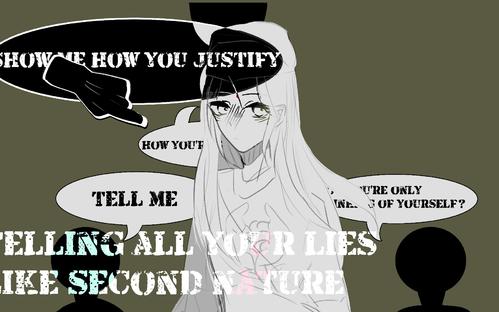 SHOW ME HOW YOU JUSTIFY
HOW YOU'R
TELL ME
YOU'RE ONLY
OF YOURSELF?
TELLING ALL YOUR LIES
LIKE SECOND NATURE